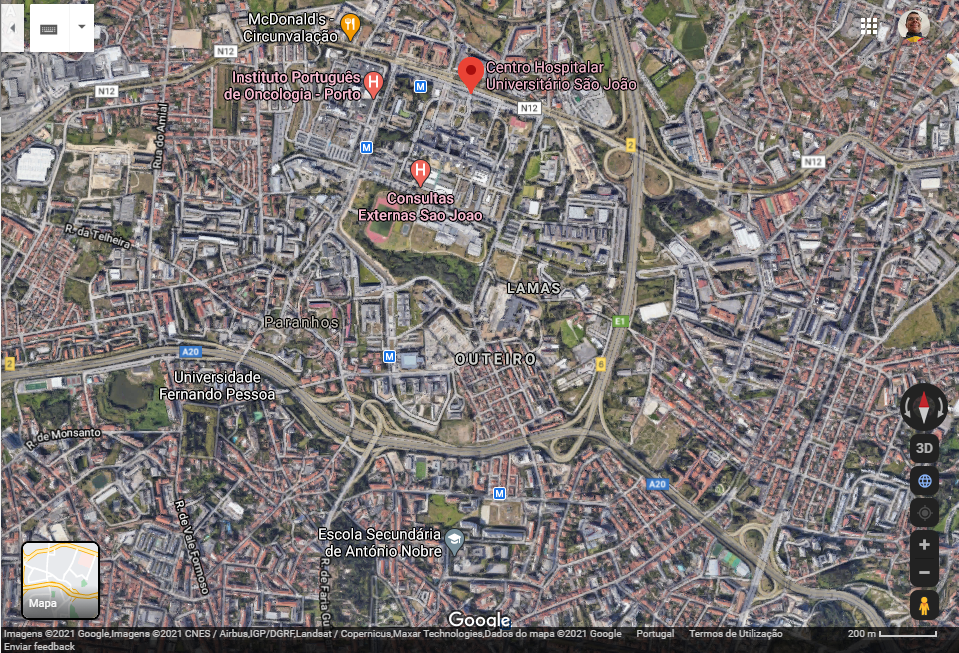 McDonald's -
Circunvalação
N12
Instituto Português
de Oncologia - Porto
M
Centro Hospitalar
Universitário São João
N12
N12
Rua do Amial
M
2
N12
H
H
Consultas
Externas Sao Joao
R. da Telheira
LAMAS
Paranhos
E1
A20
M
OUTEIRO
2
6
Universidade
Fernando Pessoa
R. de Monsanto
3D
M
A20
R. de Vale Formoso
Escola Secundária
de António Nobre
R. de Faria Gui
Mapa
Google
Imagens ©2021 Google,Imagens ©2021 CNES / Airbus,IGP/DGRF,Landsat / Copernicus,Maxar Technologies,Dados do mapa ©2021 Google Portugal Termos de Utilização 200 m
Enviar feedback